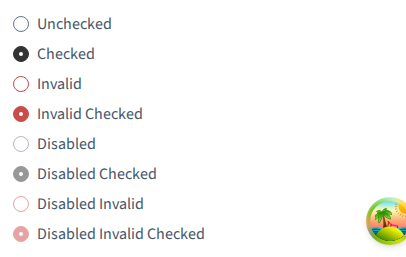 Unchecked
Checked
Invalid
Invalid Checked
Disabled
Disabled Checked
Disabled Invalid
Disabled Invalid Checked